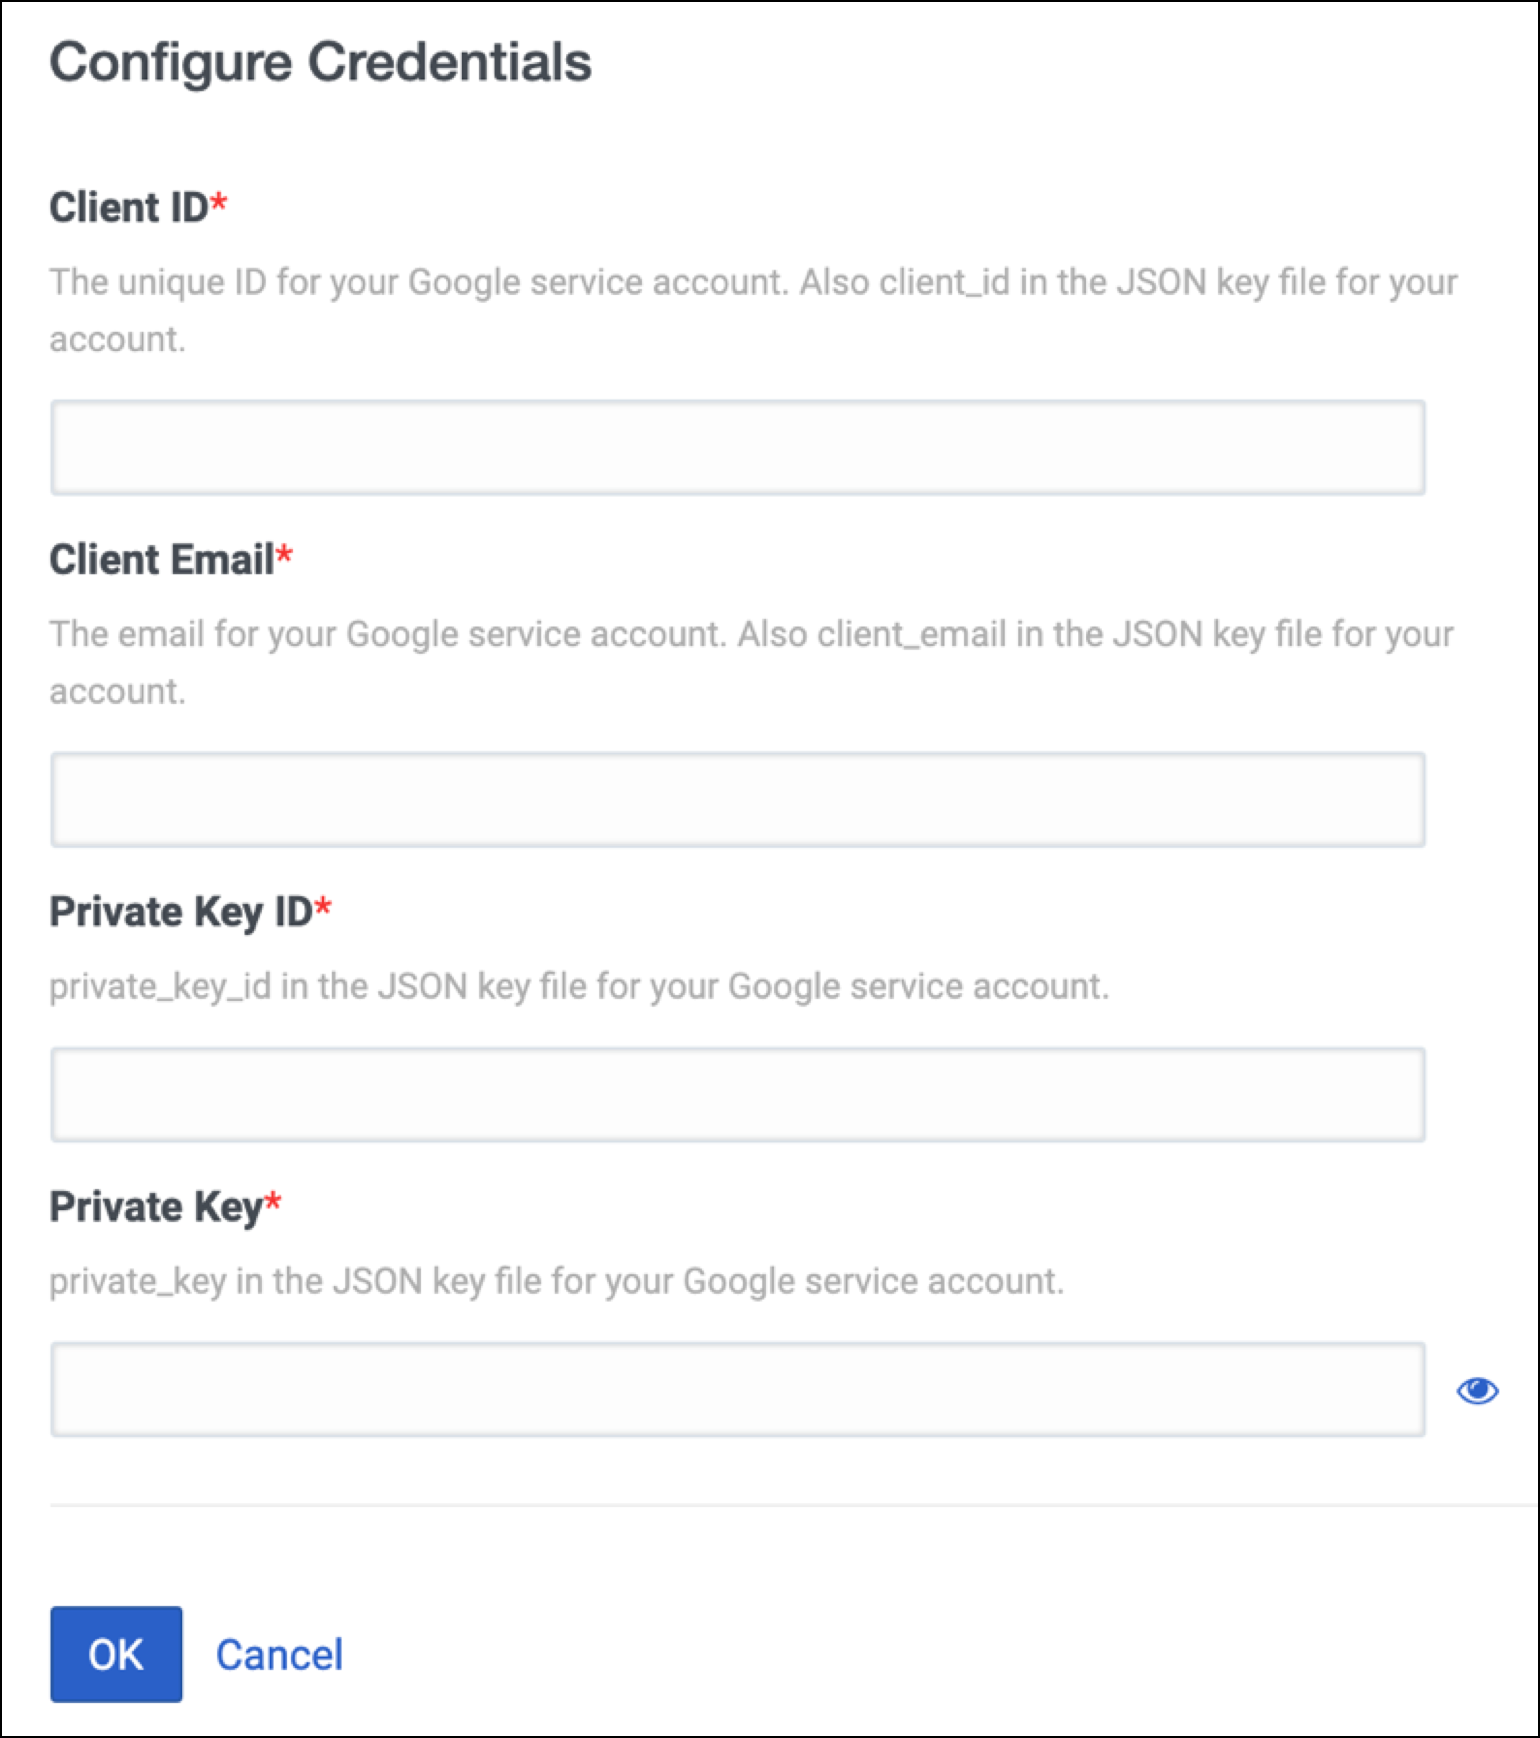 Configure Credentials
Client ID*
The unique ID for your Google service account. Also client_id in the JSON key file for your
account.
Client Email*
The email for your Google service account. Also client_email in the JSON key file for your
account.
Private Key ID*
private_key_id in the JSON key file for your Google service account.
Private Key*
private_key in the JSON key file for your Google service account.
OK Cancel